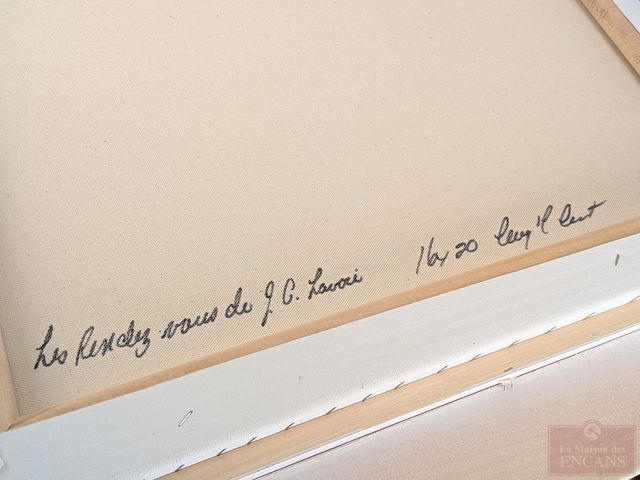 Les Rendez-vous de J.C. Lavoie 16x20
La Maison des
ENCANS